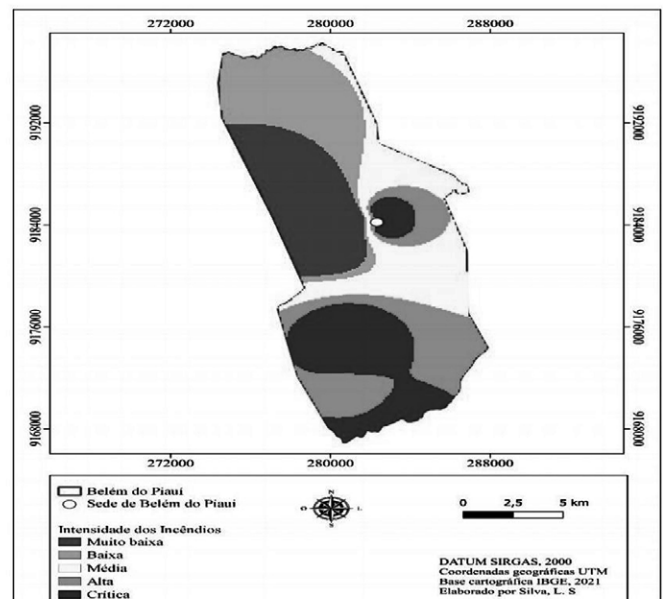 272000 280000 288000
9192000 9192000
9184000 9184000
9176000 9176000
9168000 9168000
272000 280000 288000
Belém do Piauí
Sede de Belém do Piauí
N
O L
S
0 2,5 5 km
Intensidade dos Incêndios
Muito baixa
Baixa
Média
Alta
Crítica
DATUM SIRGAS, 2000
Coordenadas geográficas UTM
Base cartográfica IBGE, 2021
Elaborado por Silva, L. S